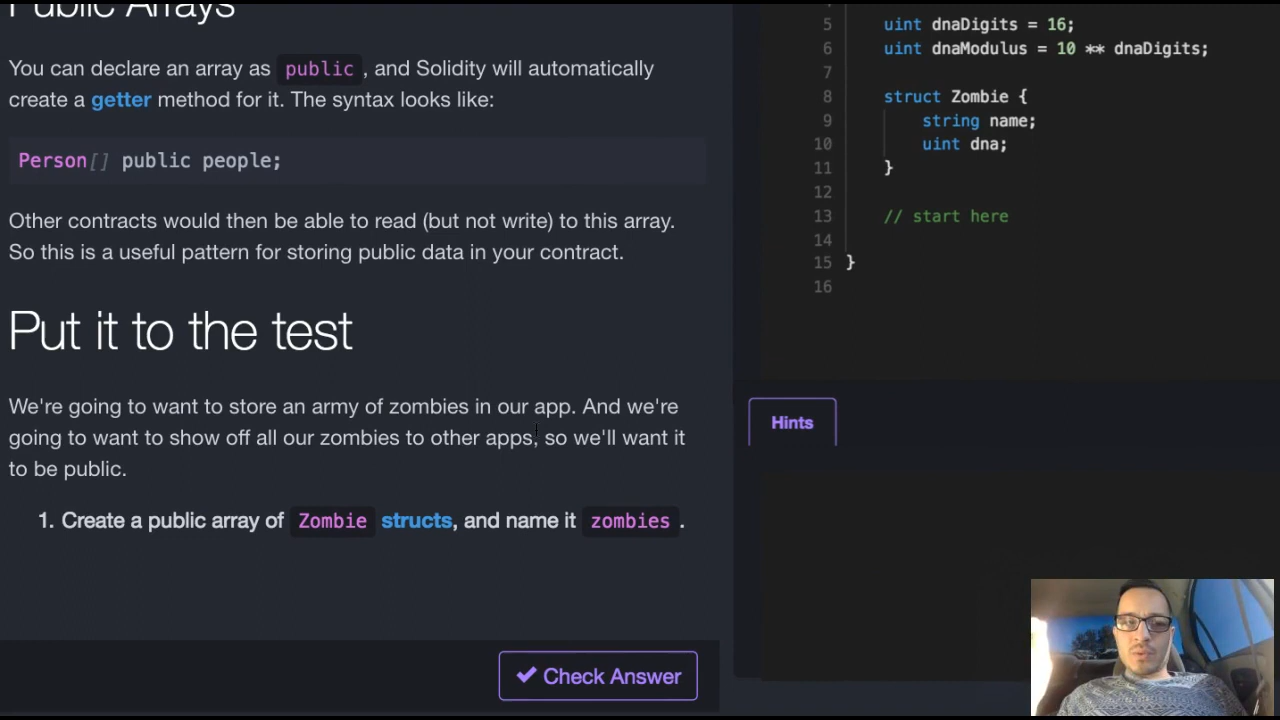 Public Arrays
You can declare an array as public , and Solidity will automatically
create a getter method for it. The syntax looks like:
Person[] public people;
Other contracts would then be able to read (but not write) to this array.
So this is a useful pattern for storing public data in your contract.
Put it to the test
We're going to want to store an army of zombies in our app. And we're
going to want to show off all our zombies to other apps, so we'll want it
to be public.
1. Create a public array of Zombie structs, and name it zombies .
✔ Check Answer
5 uint dnaDigits = 16;
6 uint dnaModulus = 10 ** dnaDigits;
7
8 struct Zombie {
9 string name;
10 uint dna;
11 }
12
13 // start here
14
15 }
16
Hints